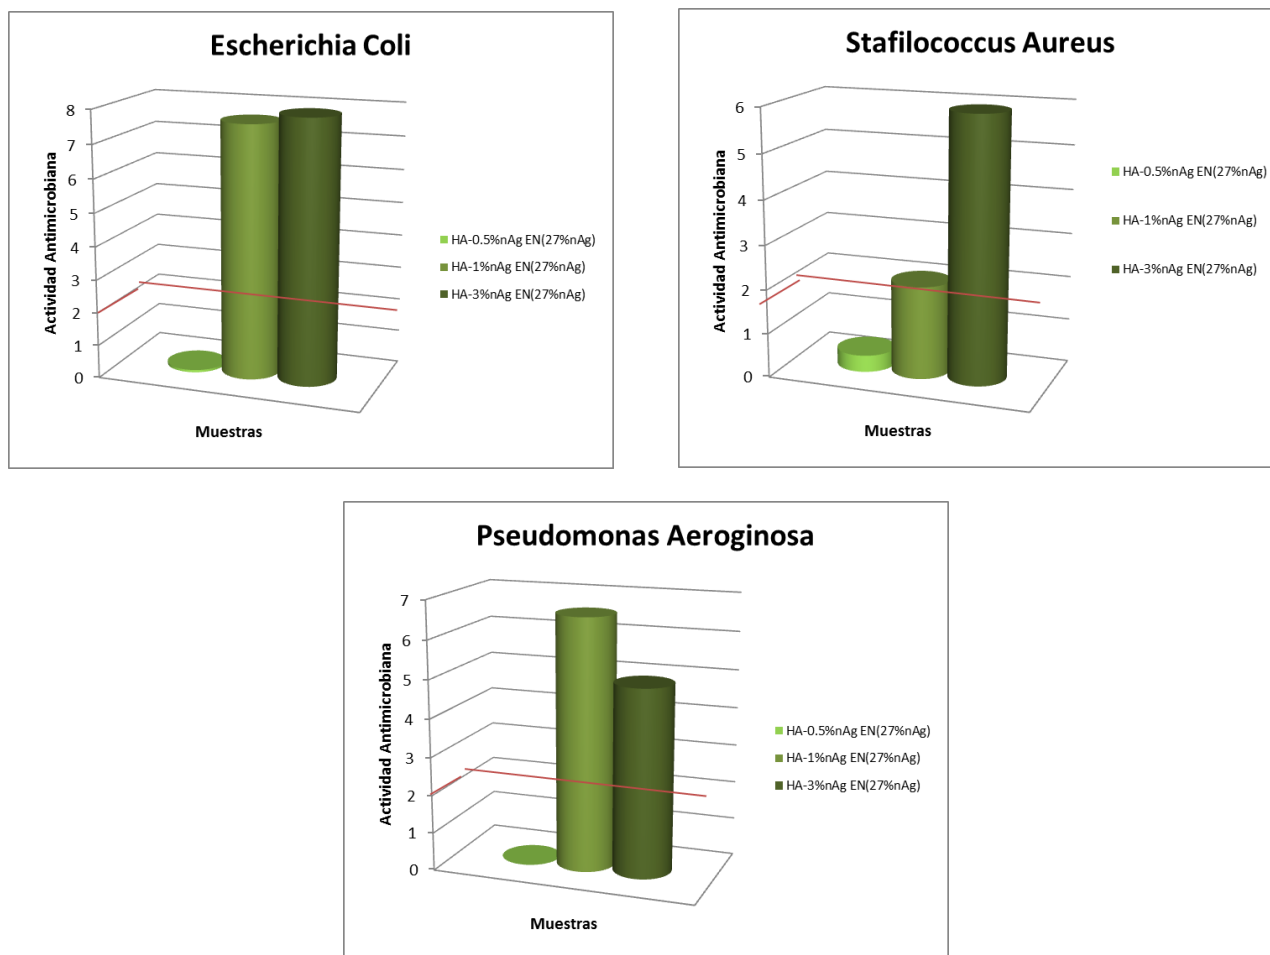 Escherichia Coli
Actividad Antimicrobiana
8
7
6
5
4
3
2
1
0
Muestras
HA-0.5%nAg EN(27%nAg)
HA-1%nAg EN(27%nAg)
HA-3%nAg EN(27%nAg)
Stafilococcus Aureus
Actividad Antimicrobiana
6
5
4
3
2
1
0
Muestras
HA-0.5%nAg EN(27%nAg)
HA-1%nAg EN(27%nAg)
HA-3%nAg EN(27%nAg)
Pseudomonas Aeroginosa
Actividad Antimicrobiana
7
6
5
4
3
2
1
0
Muestras
HA-0.5%nAg EN(27%nAg)
HA-1%nAg EN(27%nAg)
HA-3%nAg EN(27%nAg)